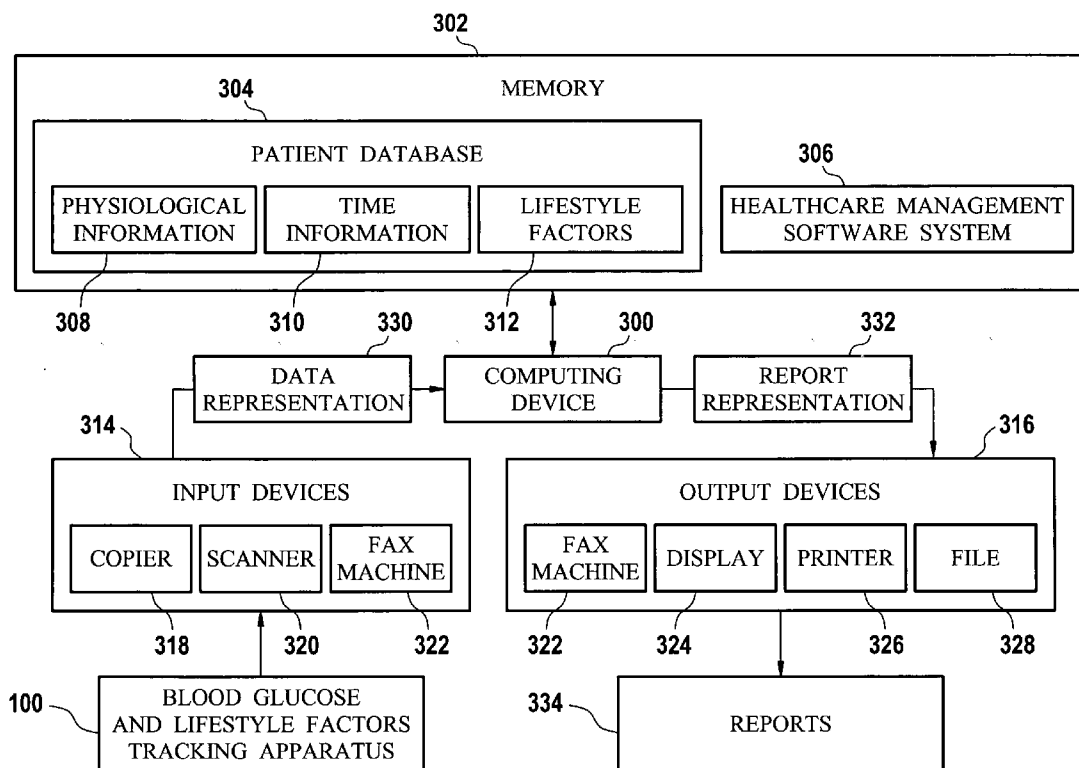 302
MEMORY
304
PATIENT DATABASE
306
PHYSIOLOGICAL
INFORMATION
TIME
INFORMATION
LIFESTYLE
FACTORS
HEALTHCARE MANAGEMENT
SOFTWARE SYSTEM
308
310
330
312
300
332
DATA
REPRESENTATION
COMPUTING
DEVICE
REPORT
REPRESENTATION
314
316
INPUT DEVICES
OUTPUT DEVICES
COPIER
SCANNER
FAX
MACHINE
FAX
MACHINE
DISPLAY
PRINTER
FILE
318
320
322
322
324
326
328
100
BLOOD GLUCOSE
AND LIFESTYLE FACTORS
TRACKING APPARATUS
334
REPORTS